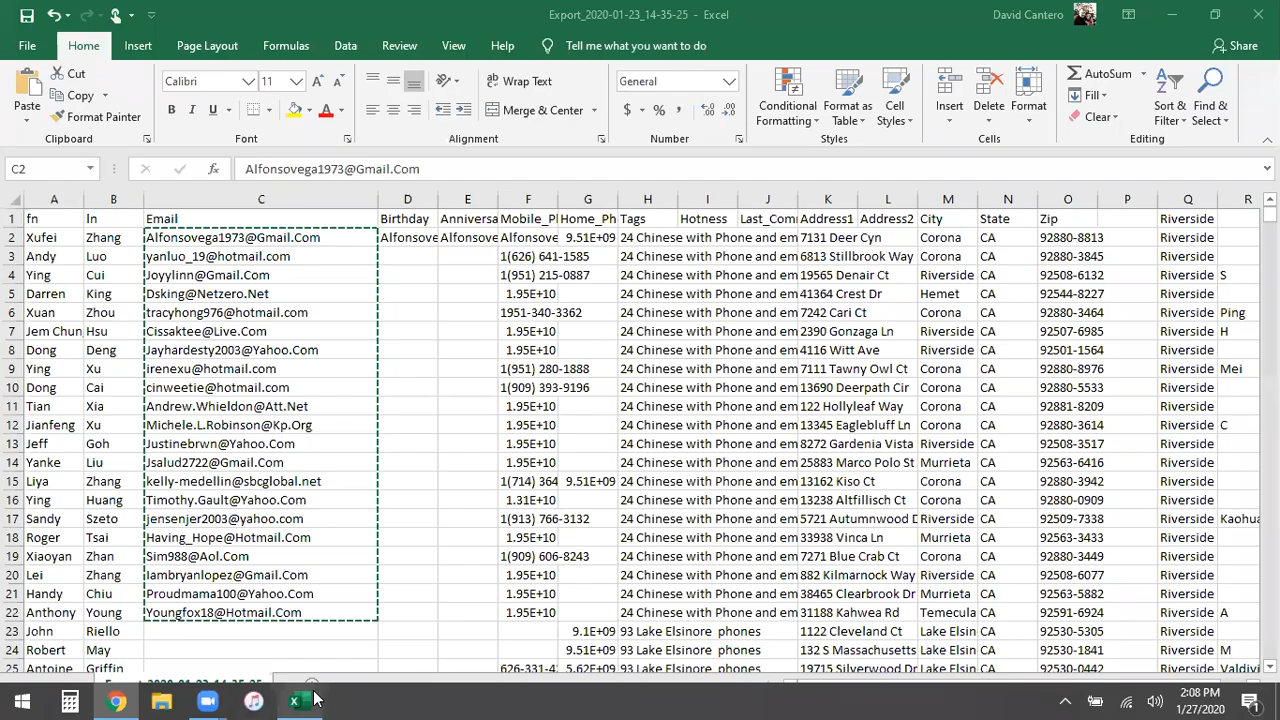 Export_2020-01-23_14-35-25 - Excel David Cantero
File Home Insert Page Layout Formulas Data Review View Help Tell me what you want to do Share
Paste Cut Copy Format Painter Clipboard
Calibri 11 A A B I U A Font
ab Wrap Text Merge & Center Alignment
General $ % , Number
Conditional Formatting Format as Table Cell Styles Styles
Insert Delete Format Cells
AutoSum Fill Clear Sort & Filter Find & Select Editing
C2 fx Alfonsovega1973@Gmail.Com
A B C D E F G H I J K L M N O P Q R
1 fn ln Email Birthday Anniversa Mobile_P Home_Ph Tags Hotness Last_Com Address1 Address2 City State Zip Riverside
2 Xufei Zhang Alfonsovega1973@Gmail.Com Alfonsove Alfonsove Alfonsove 9.51E+09 24 Chinese with Phone and em 7131 Deer Cyn Corona CA 92880-8813 Riverside
3 Andy Luo yanluo_19@hotmail.com 1(626) 641-1585 24 Chinese with Phone and em 6813 Stillbrook Way Corona CA 92880-3845 Riverside
4 Ying Cui Joyylinn@Gmail.Com 1(951) 215-0887 24 Chinese with Phone and em 19565 Denair Ct Riverside CA 92508-6132 Riverside S
5 Darren King Dsking@Netzero.Net 1.95E+10 24 Chinese with Phone and em 41364 Crest Dr Hemet CA 92544-8227 Riverside
6 Xuan Zhou tracyhong976@hotmail.com 1951-340-3362 24 Chinese with Phone and em 7242 Cari Ct Corona CA 92880-3464 Riverside Ping
7 Jem Chun Hsu Cissaktee@Live.Com 1.95E+10 24 Chinese with Phone and em 2390 Gonzaga Ln Riverside CA 92507-6985 Riverside H
8 Dong Deng Jayhardesty2003@Yahoo.Com 1.95E+10 24 Chinese with Phone and em 4116 Witt Ave Riverside CA 92501-1564 Riverside
9 Ying Xu irenexu@hotmail.com 1(951) 280-1888 24 Chinese with Phone and em 7111 Tawny Owl Ct Corona CA 92880-8976 Riverside Mei
10 Dong Cai cinweetie@hotmail.com 1(909) 393-9196 24 Chinese with Phone and em 13690 Deerpath Cir Corona CA 92880-5533 Riverside
11 Tian Xia Andrew.Whieldon@Att.Net 1.95E+10 24 Chinese with Phone and em 122 Hollyleaf Way Corona CA 92881-8209 Riverside
12 Jianfeng Xu Michele.L.Robinson@Kp.Org 1.95E+10 24 Chinese with Phone and em 13345 Eaglebluff Ln Corona CA 92880-3614 Riverside C
13 Jeff Goh Justinebrwn@Yahoo.Com 1.95E+10 24 Chinese with Phone and em 8272 Gardenia Vista Riverside CA 92508-3517 Riverside
14 Yanke Liu Jsalud2722@Gmail.Com 1.95E+10 24 Chinese with Phone and em 25883 Marco Polo St Murrieta CA 92563-6416 Riverside
15 Liya Zhang kelly-medellin@sbcglobal.net 1(714) 364 9.51E+09 24 Chinese with Phone and em 13162 Kiso Ct Corona CA 92880-3942 Riverside
16 Ying Huang Timothy.Gault@Yahoo.Com 1.31E+10 24 Chinese with Phone and em 13238 Altfillisch Ct Corona CA 92880-0909 Riverside
17 Sandy Szeto jensenjer2003@yahoo.com 1(913) 766-3132 24 Chinese with Phone and em 5721 Autumnwood D Riverside CA 92509-7338 Riverside Kaohua
18 Roger Tsai Having_Hope@Hotmail.Com 1.95E+10 24 Chinese with Phone and em 33938 Vinca Ln Murrieta CA 92563-3433 Riverside
19 Xiaoyan Zhan Sim988@Aol.Com 1(909) 606-8243 24 Chinese with Phone and em 7271 Blue Crab Ct Corona CA 92880-3449 Riverside
20 Lei Zhang Iambryanlopez@Gmail.Com 1.95E+10 24 Chinese with Phone and em 882 Kilmarnock Way Riverside CA 92508-6077 Riverside
21 Handy Chiu Proudmama100@Yahoo.Com 1.95E+10 24 Chinese with Phone and em 38465 Clearbrook Dr Murrieta CA 92563-5882 Riverside
22 Anthony Young Youngfox18@Hotmail.Com 1.95E+10 24 Chinese with Phone and em 31188 Kahwea Rd Temecula CA 92591-6924 Riverside A
23 John Riello 9.1E+09 93 Lake Elsinore phones 1122 Cleveland Ct Lake Elsin CA 92530-5305 Riverside
24 Robert May 93 Lake Elsinore phones 132 S Massachusetts Lake Elsin CA 92530-1841 Riverside M
25 Antoine Griffin 626-331-4 5.62E+09 93 Lake Elsinore phones 19715 Silverwood D Lake Elsin CA 92530-0442 Riverside Valdivi
2:08 PM
1/27/2020